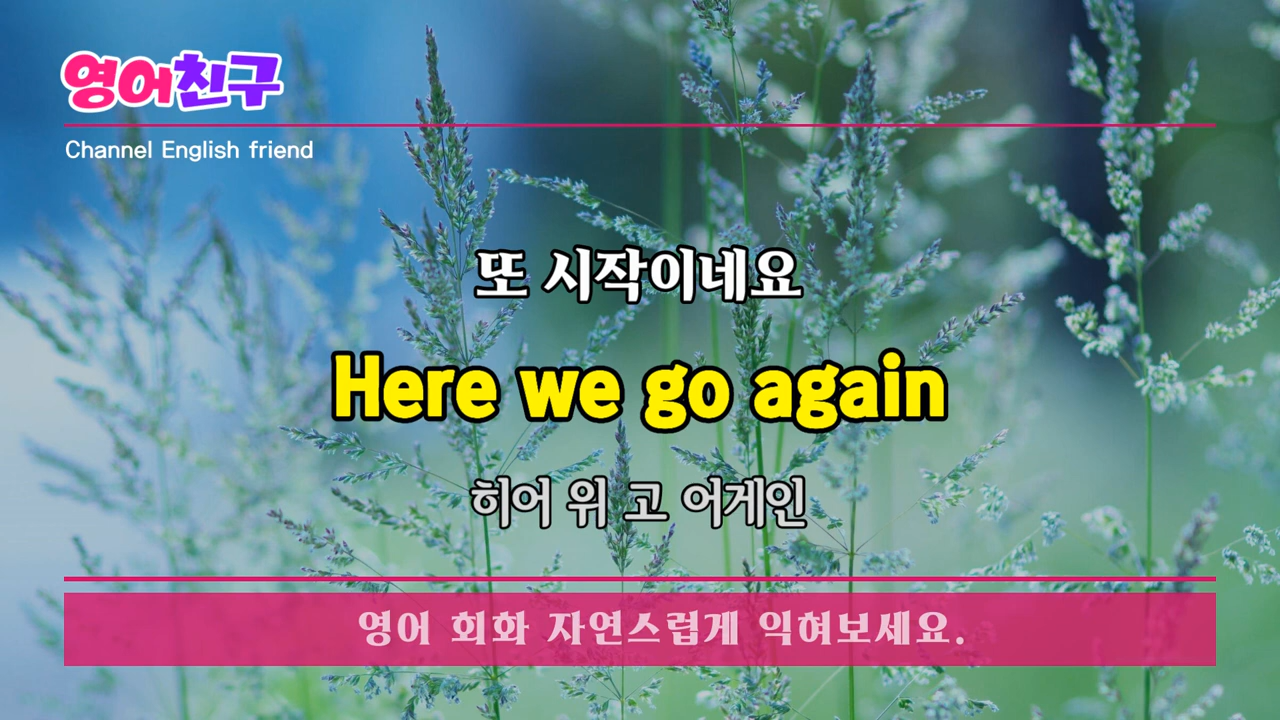 영어친구
Channel English friend
또 시작이네요
Here we go again
히어 위 고 어게인
영어 회화 자연스럽게 익혀보세요.